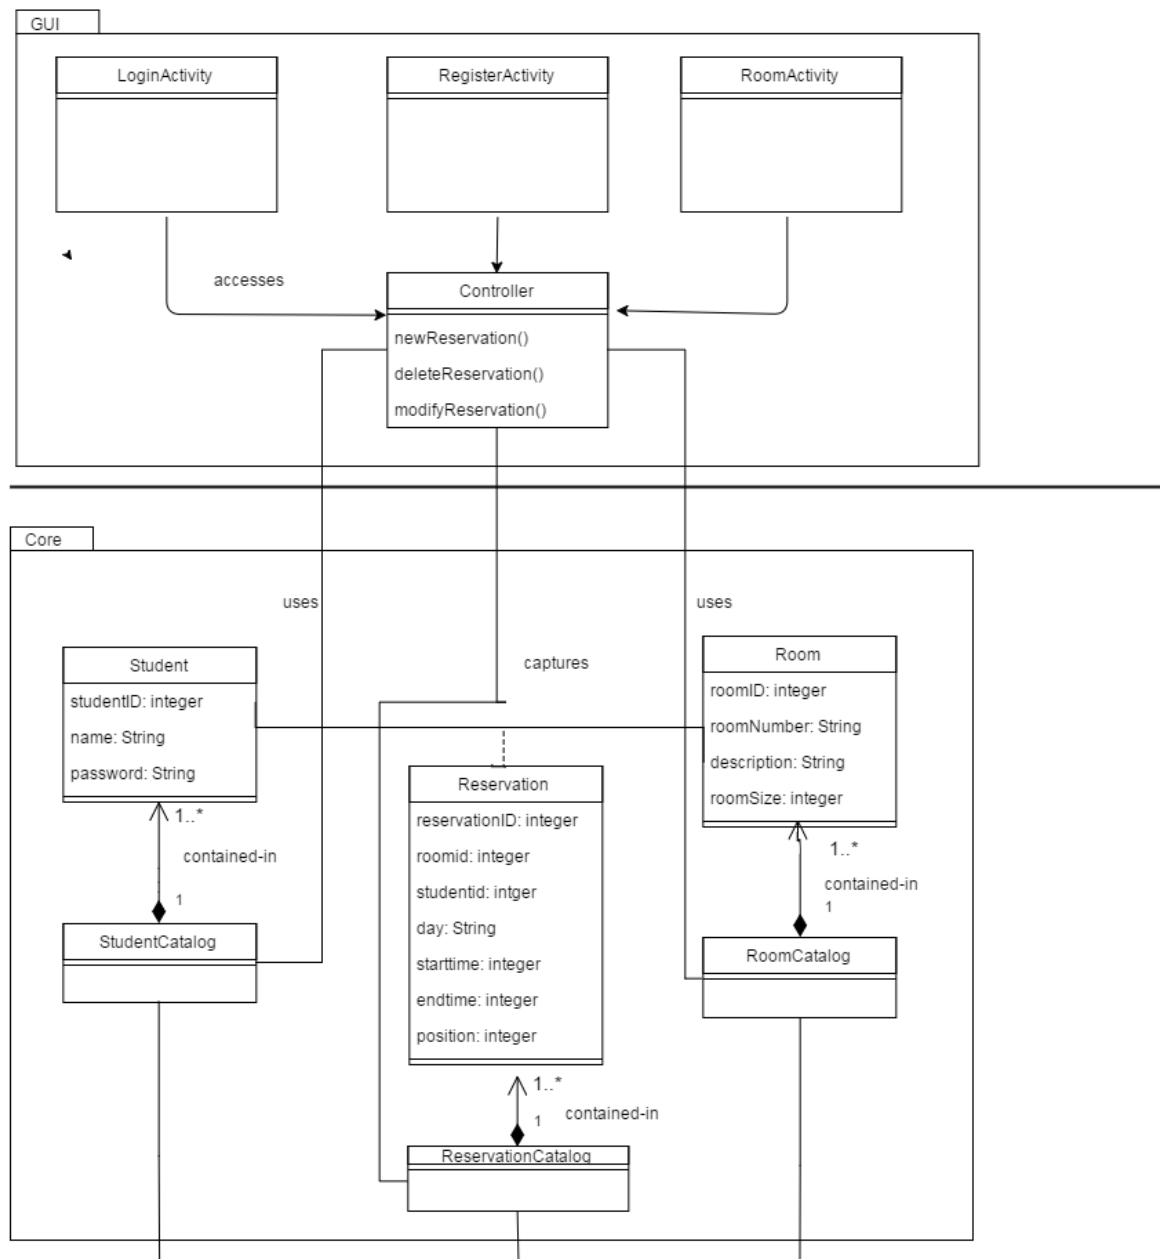 GUI
LoginActivity
RegisterActivity
RoomActivity
accesses
Controller
newReservation()
deleteReservation()
modifyReservation()
Core
uses
uses
captures
Student
studentID: integer
name: String
password: String
Room
roomID: integer
roomNumber: String
description: String
roomSize: integer
Reservation
reservationID: integer
roomid: integer
studentid: intger
day: String
starttime: integer
endtime: integer
position: integer
1..*
contained-in
1
StudentCatalog
1..*
contained-in
1
RoomCatalog
1..*
1
contained-in
ReservationCatalog